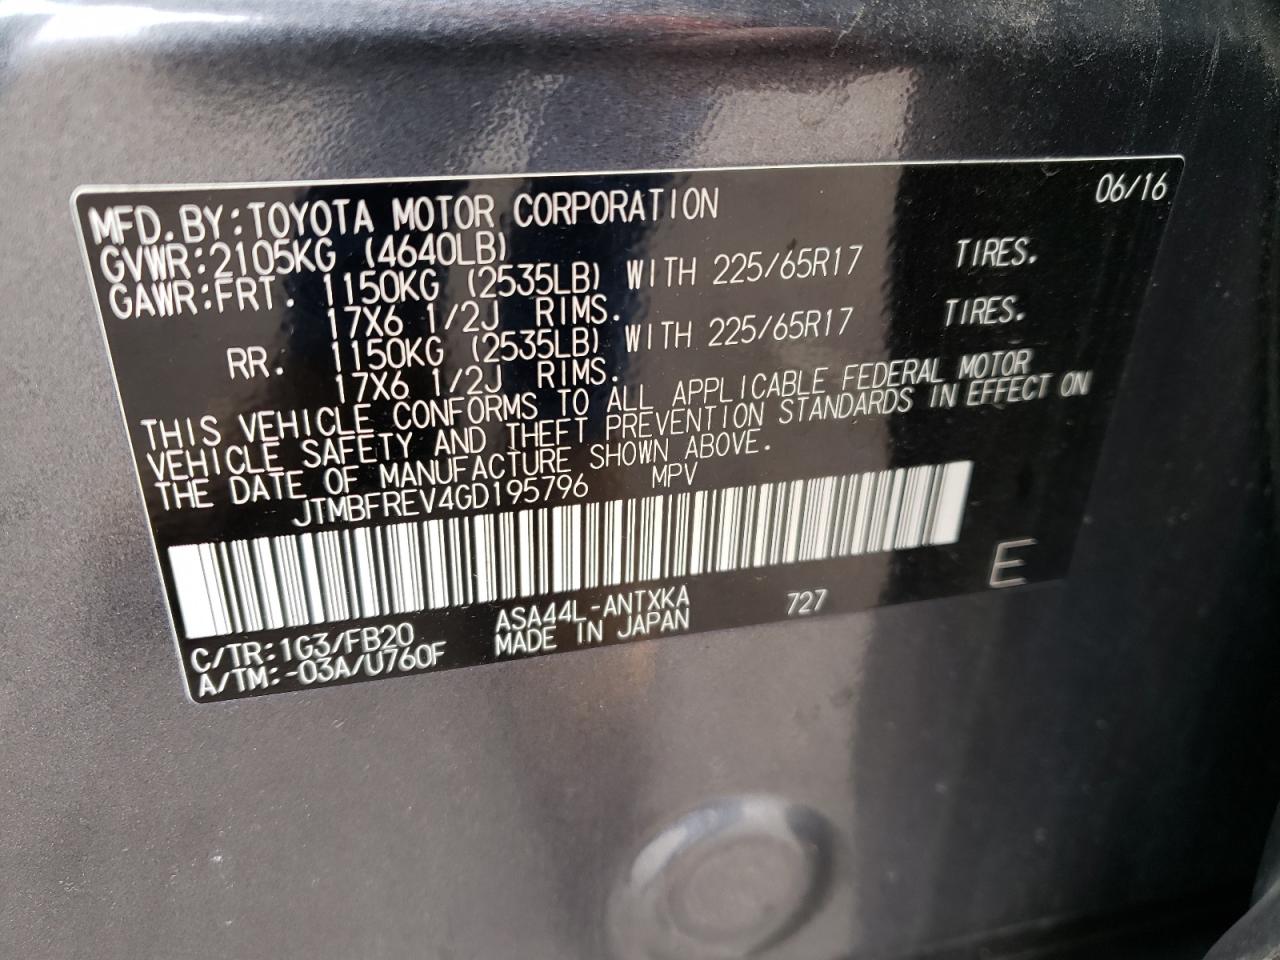 06/16
MFD.BY:TOYOTA MOTOR CORPORATION
GVWR:2105KG (4640LB)
GAWR:FRT. 1150KG (2535LB) WITH 225/65R17 TIRES.
17X6 1/2J RIMS.
RR. 1150KG (2535LB) WITH 225/65R17 TIRES.
17X6 1/2J RIMS.
THIS VEHICLE CONFORMS TO ALL APPLICABLE FEDERAL MOTOR
VEHICLE SAFETY AND THEFT PREVENTION STANDARDS IN EFFECT ON
THE DATE OF MANUFACTURE SHOWN ABOVE.
JTMBFREV4GD195796 MPV
E
C/TR:1G3/FB20 ASA44L-ANTXKA 727
A/TM:-03A/U760F MADE IN JAPAN